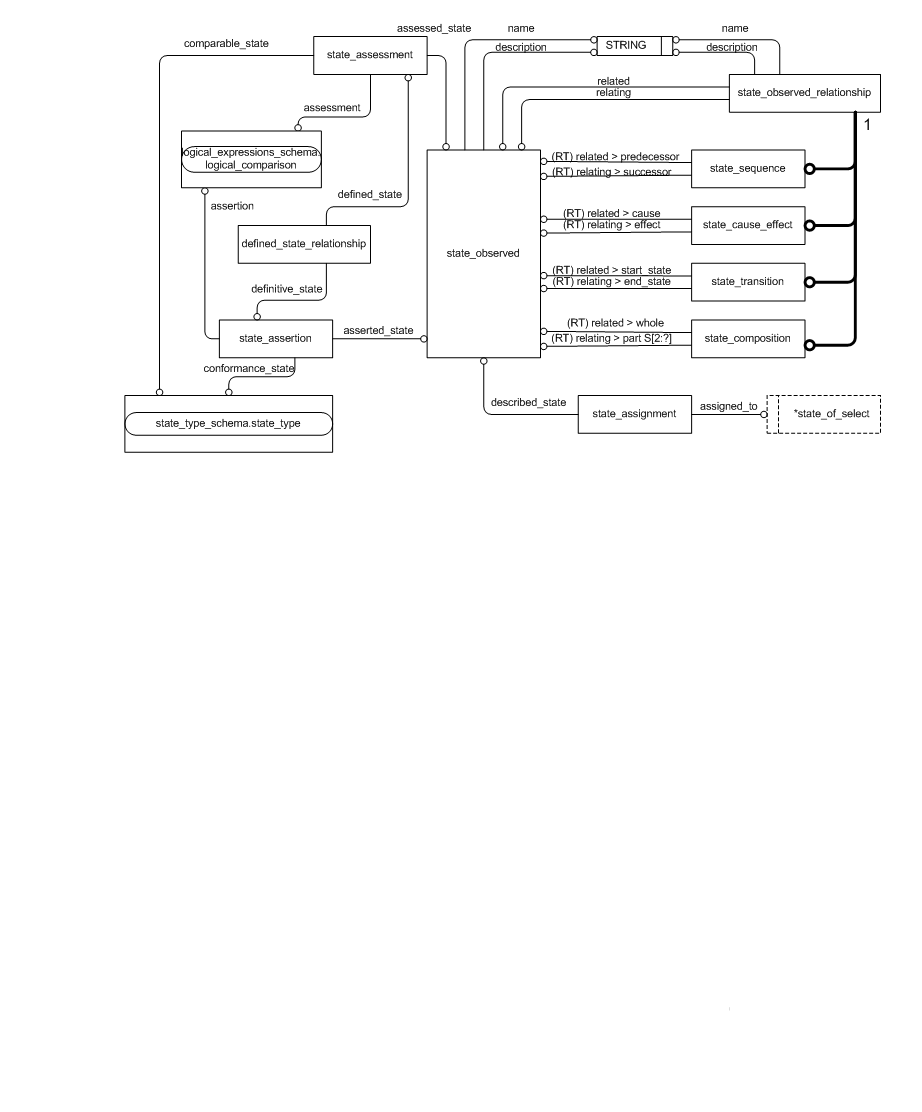 assessed_state
name
name
comparable_state
state_assessment
description
STRING
description
related
relating
state_observed_relationship
assessment
1
ogical_expressions_schema.
logical_comparison
(RT) related > predecessor
(RT) relating > successor
state_sequence
defined_state
assertion
(RT) related > cause
(RT) relating > effect
state_cause_effect
defined_state_relationship
state_observed
(RT) related > start_state
(RT) relating > end_state
state_transition
definitive_state
state_assertion
asserted_state
(RT) related > whole
(RT) relating > part S[2:?]
state_composition
conformance_state
described_state
state_assignment
assigned_to
*state_of_select
state_type_schema.state_type